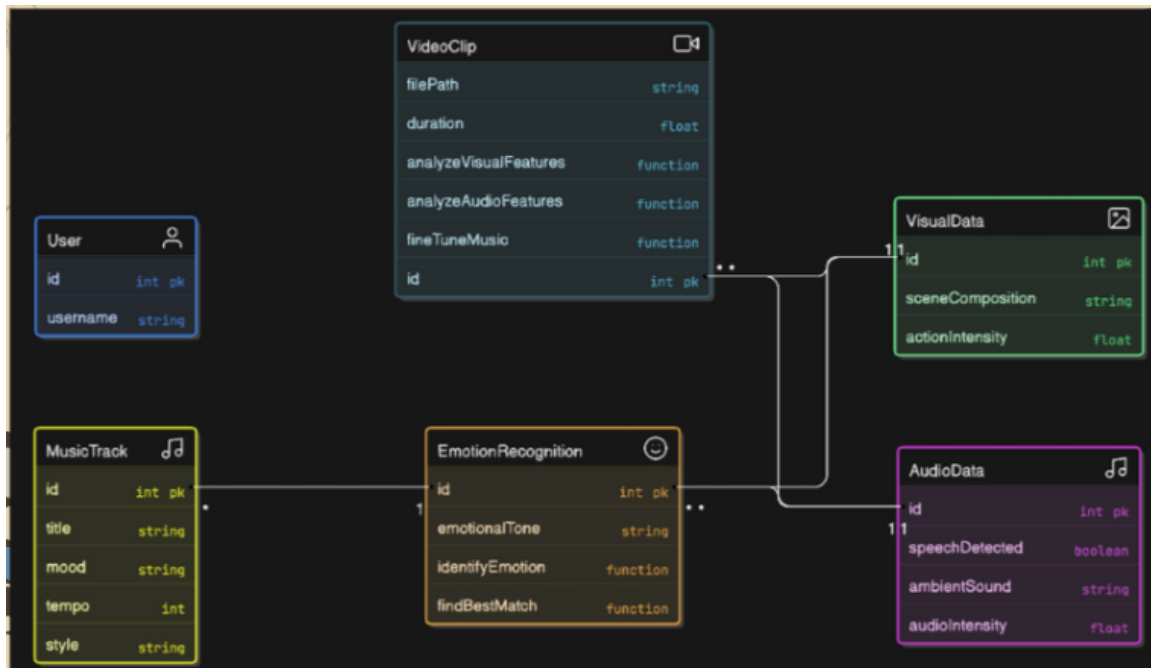 VideoClip
filePath string
duration float
analyzeVisualFeatures function
analyzeAudioFeatures function
fineTuneMusic function
id int pk
* *
User
id int pk
username string
VisualData
1 1
id int pk
sceneComposition string
actionIntensity float
MusicTrack
id int pk
*
title string
mood string
tempo int
style string
EmotionRecognition
1
id int pk
* *
emotionalTone string
identifyEmotion function
findBestMatch function
AudioData
id int pk
1 1
speechDetected boolean
ambientSound string
audioIntensity float